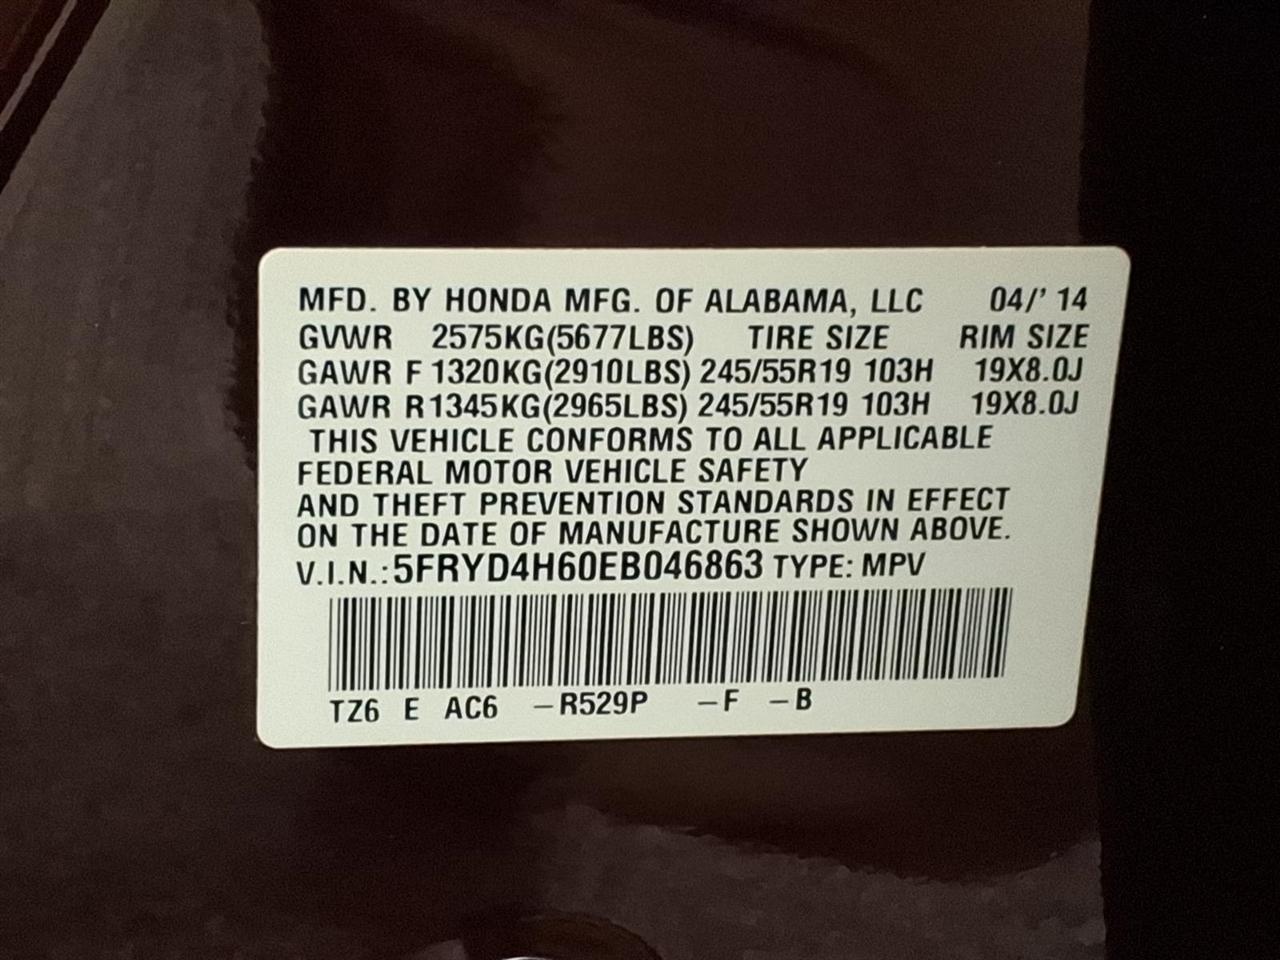 MFD. BY HONDA MFG. OF ALABAMA, LLC 04/' 14
GVWR 2575KG(5677LBS) TIRE SIZE RIM SIZE
GAWR F 1320KG(2910LBS) 245/55R19 103H 19X8.0J
GAWR R1345KG(2965LBS) 245/55R19 103H 19X8.0J
THIS VEHICLE CONFORMS TO ALL APPLICABLE
FEDERAL MOTOR VEHICLE SAFETY
AND THEFT PREVENTION STANDARDS IN EFFECT
ON THE DATE OF MANUFACTURE SHOWN ABOVE.
V.I.N.:5FRYD4H60EB046863 TYPE: MPV
TZ6 E AC6 –R529P –F –B